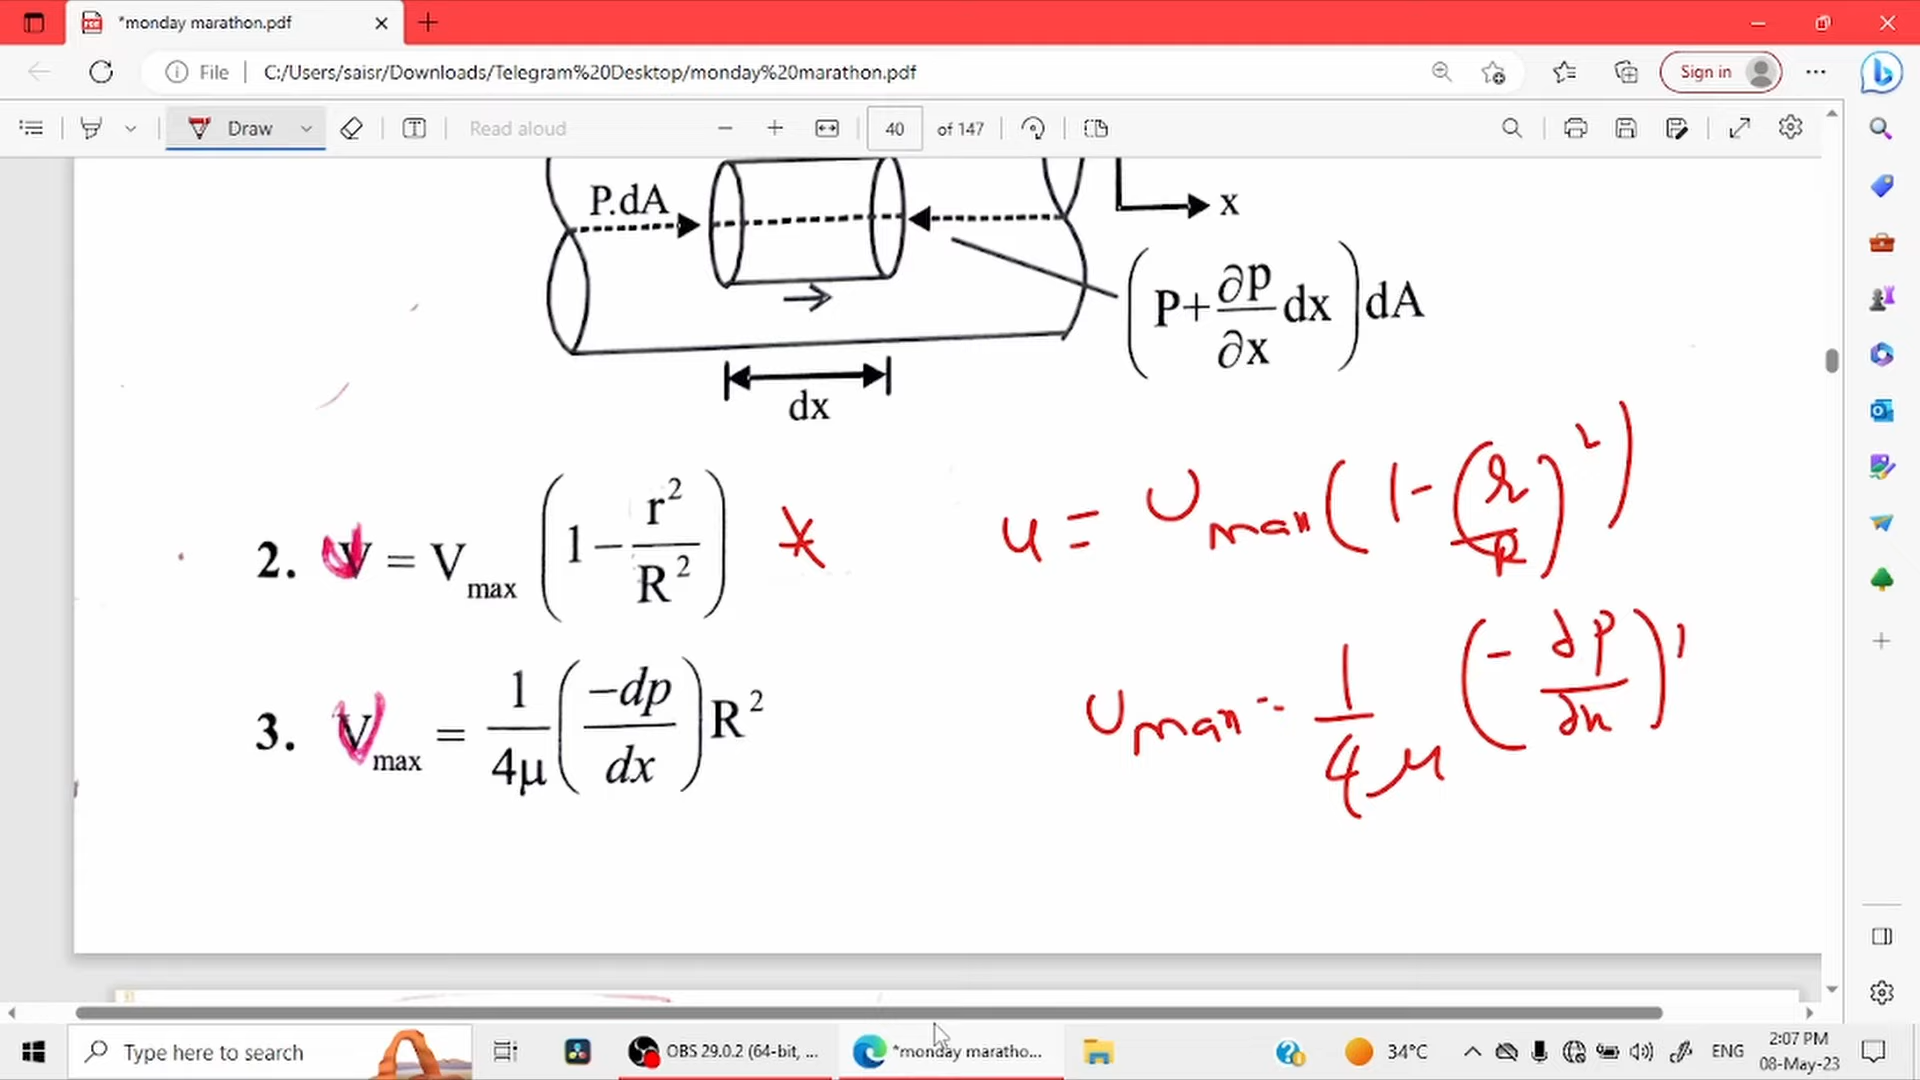 *monday marathon.pdf
File
C:/Users/saisr/Downloads/Telegram%20Desktop/monday%20marathon.pdf
Sign in
Draw
Read aloud
40
of 147
P.dA
x
(P+∂p/∂x dx)dA
dx
2. V = Vmax (1 − r²/R²) *
u = Umax(1 - (r/R)²)
3. Vmax = 1/4μ (−dp/dx) R²
Umax = 1/4μ (-∂p/∂x)
Type here to search
OBS 29.0.2 (64-bit, ...
*monday maratho...
34°C
ENG
2:07 PM
08-May-23